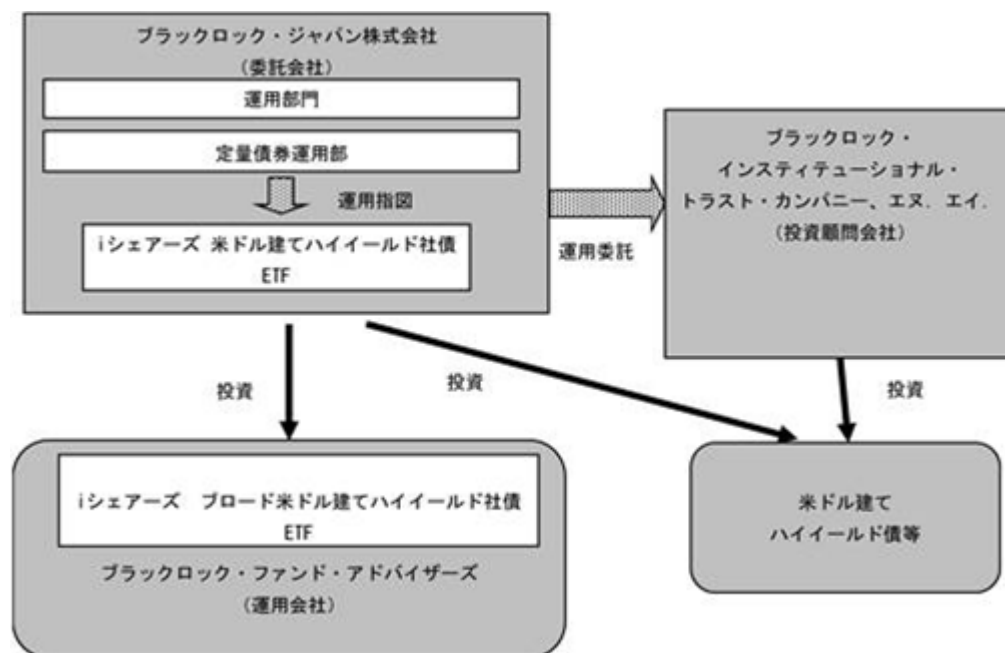 ブラックロック・ジャパン株式会社
（委託会社）
運用部門
定量債券運用部
運用指図
iシェアーズ 米ドル建てハイイールド社債
ETF
運用委託
ブラックロック・
インスティテューショナル・
トラスト・カンパニー、エヌ．エイ．
（投資顧問会社）
投資
投資
投資
iシェアーズ　ブロード米ドル建てハイイールド社債
ETF
ブラックロック・ファンド・アドバイザーズ
（運用会社）
米ドル建て
ハイイールド債等